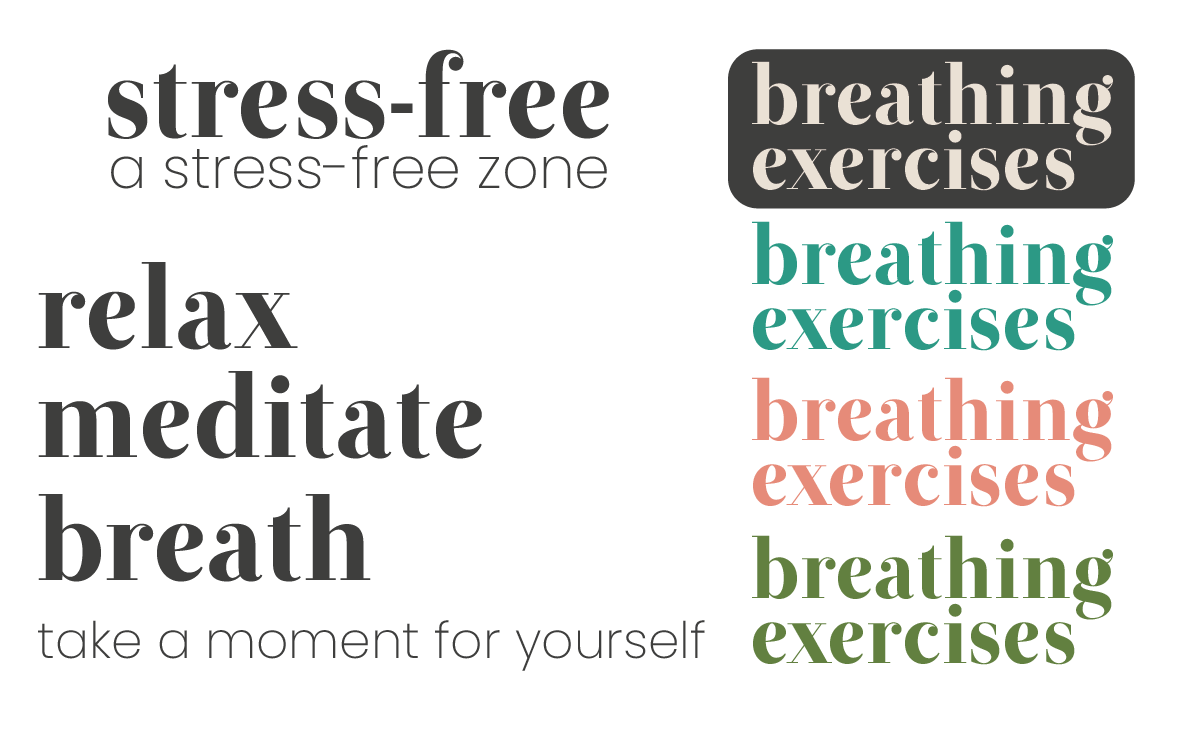 stress-free
a stress-free zone
relax
meditate
breath
take a moment for yourself
breathing
exercises
breathing
exercises
breathing
exercises
breathing
exercises